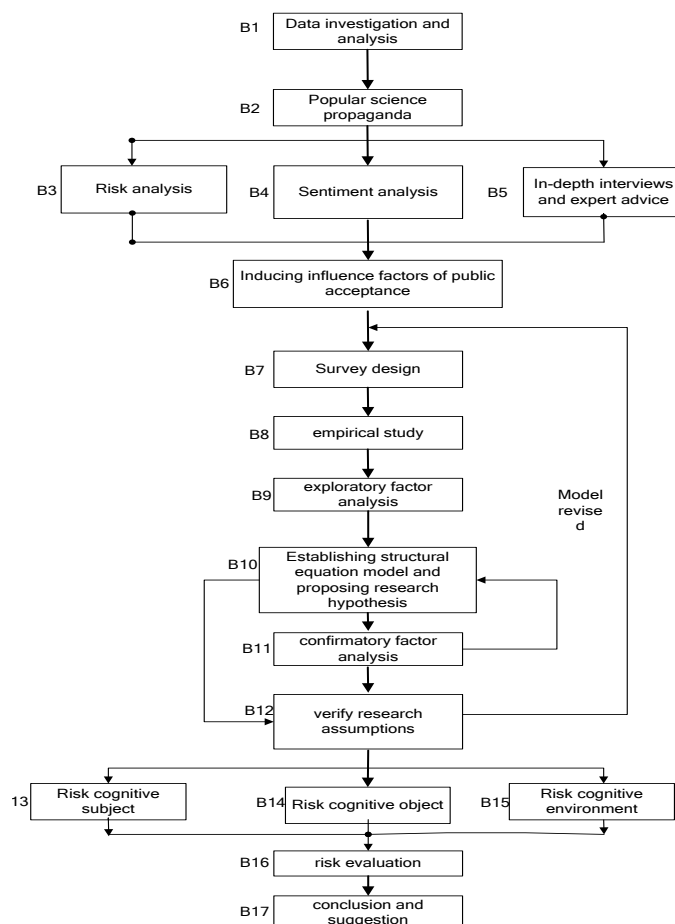 B1
Data investigation and
analysis
B2
Popular science
propaganda
B3
Risk analysis
B4
Sentiment analysis
B5
In-depth interviews
and expert advice
B6
Inducing influence factors of public
acceptance
B7
Survey design
B8
empirical study
B9
exploratory factor
analysis
Model
revise
d
B10
Establishing structural
equation model and
proposing research
hypothesis
B11
confirmatory factor
analysis
B12
verify research
assumptions
13
Risk cognitive
subject
B14
Risk cognitive object
B15
Risk cognitive
environment
B16
risk evaluation
B17
conclusion and
suggestion